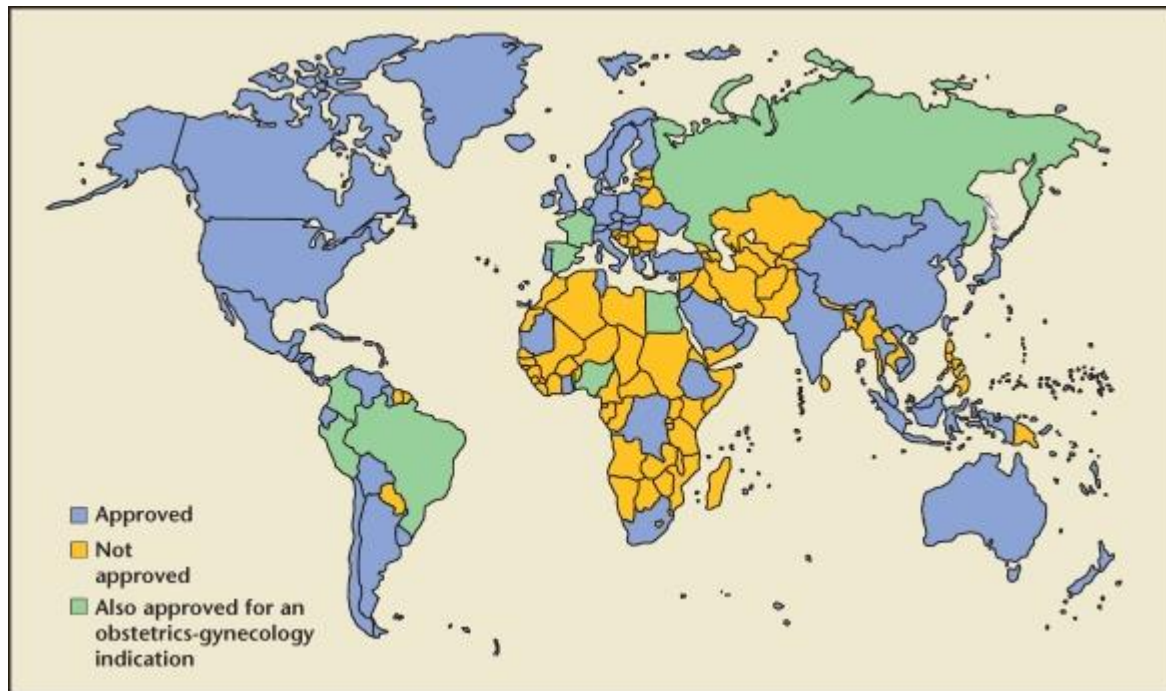 Approved
Not
approved
Also approved for an
obstetrics-gynecology
indication